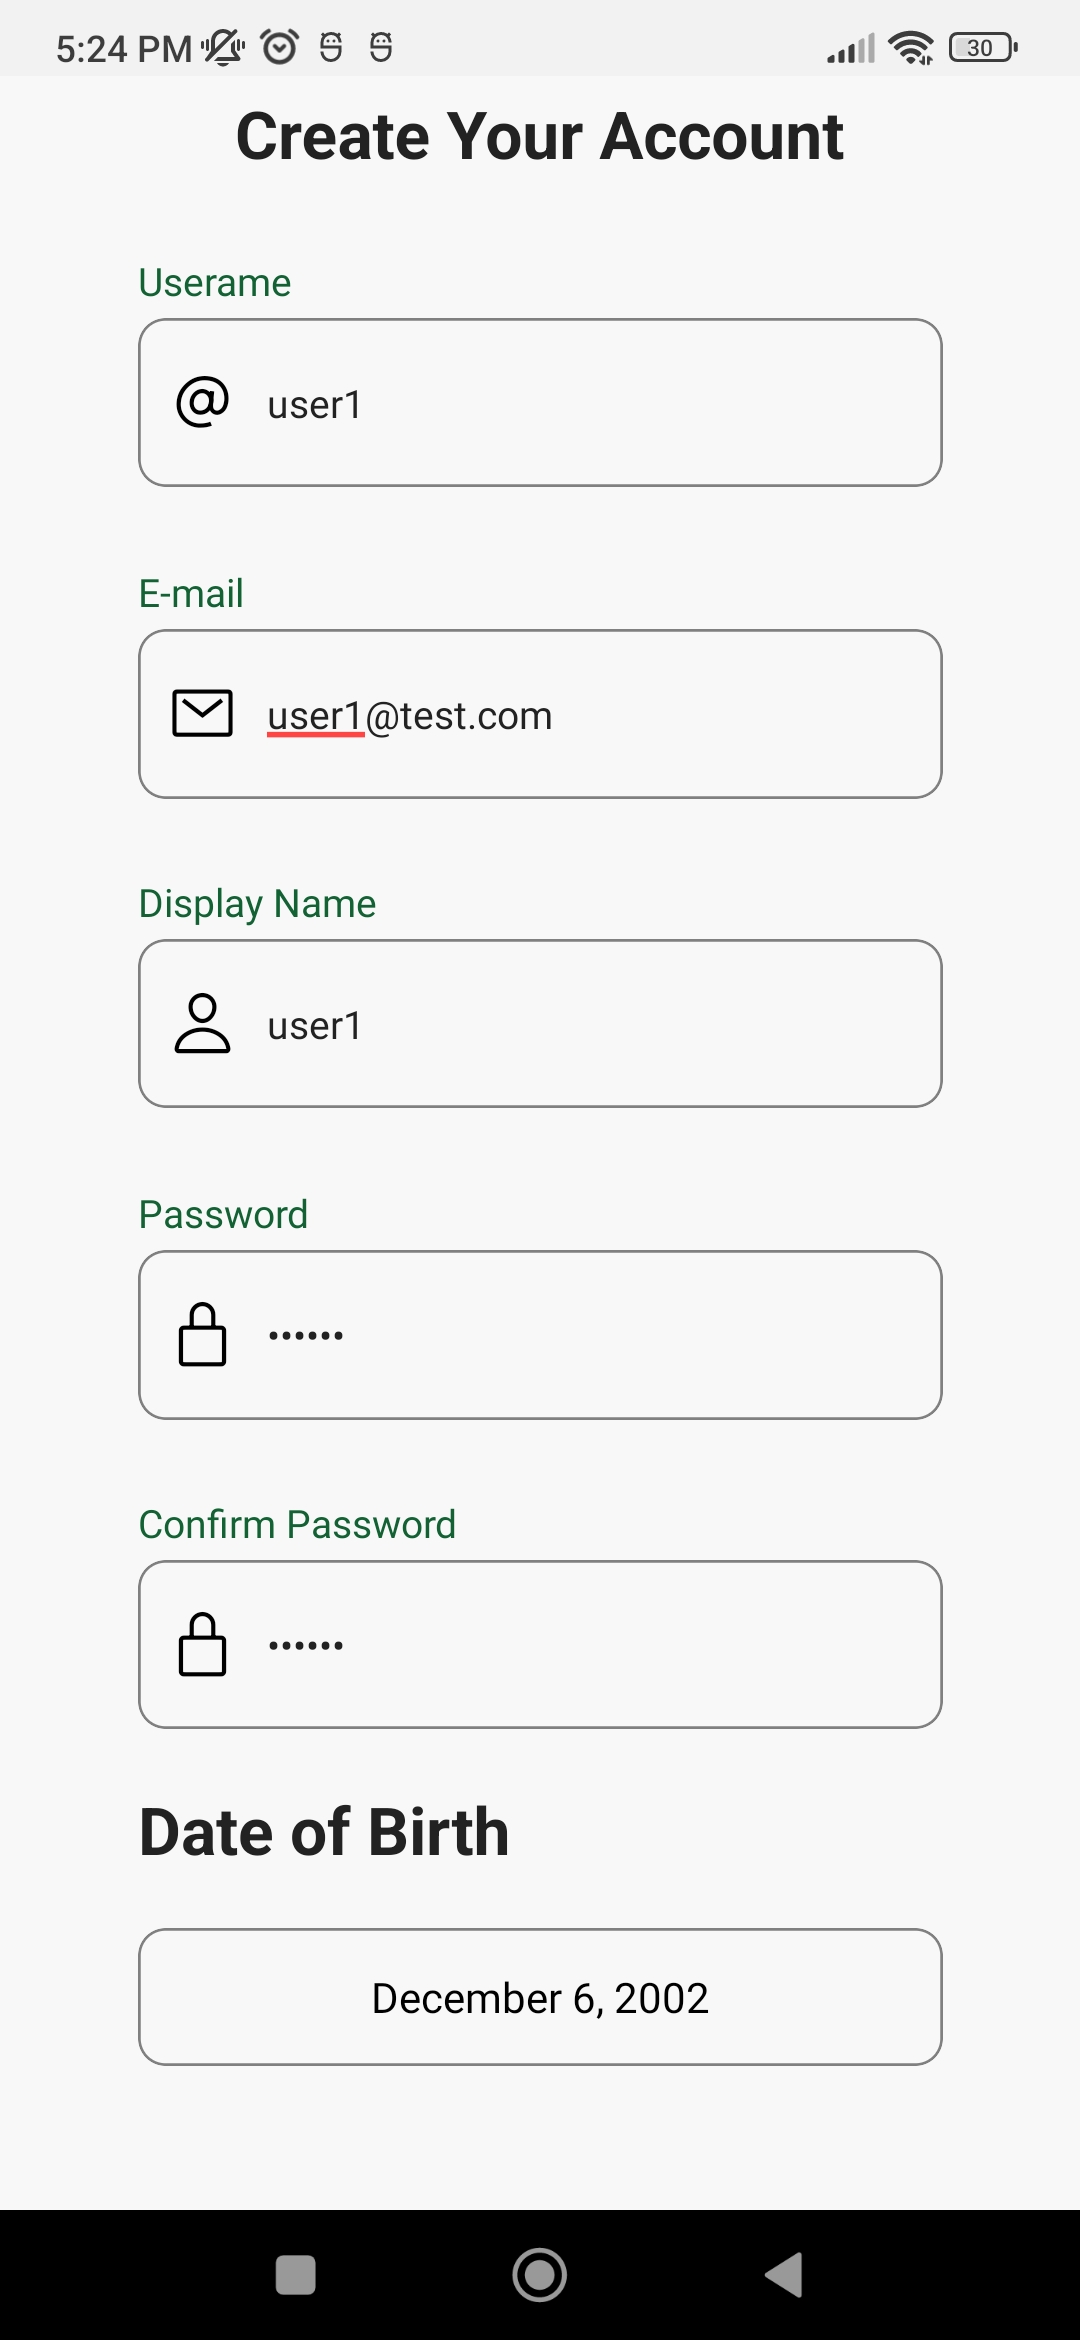 5:24 PM 30
Create Your Account
Userame
@ user1
E-mail
user1@test.com
Display Name
user1
Password
••••••
Confirm Password
••••••
Date of Birth
December 6, 2002